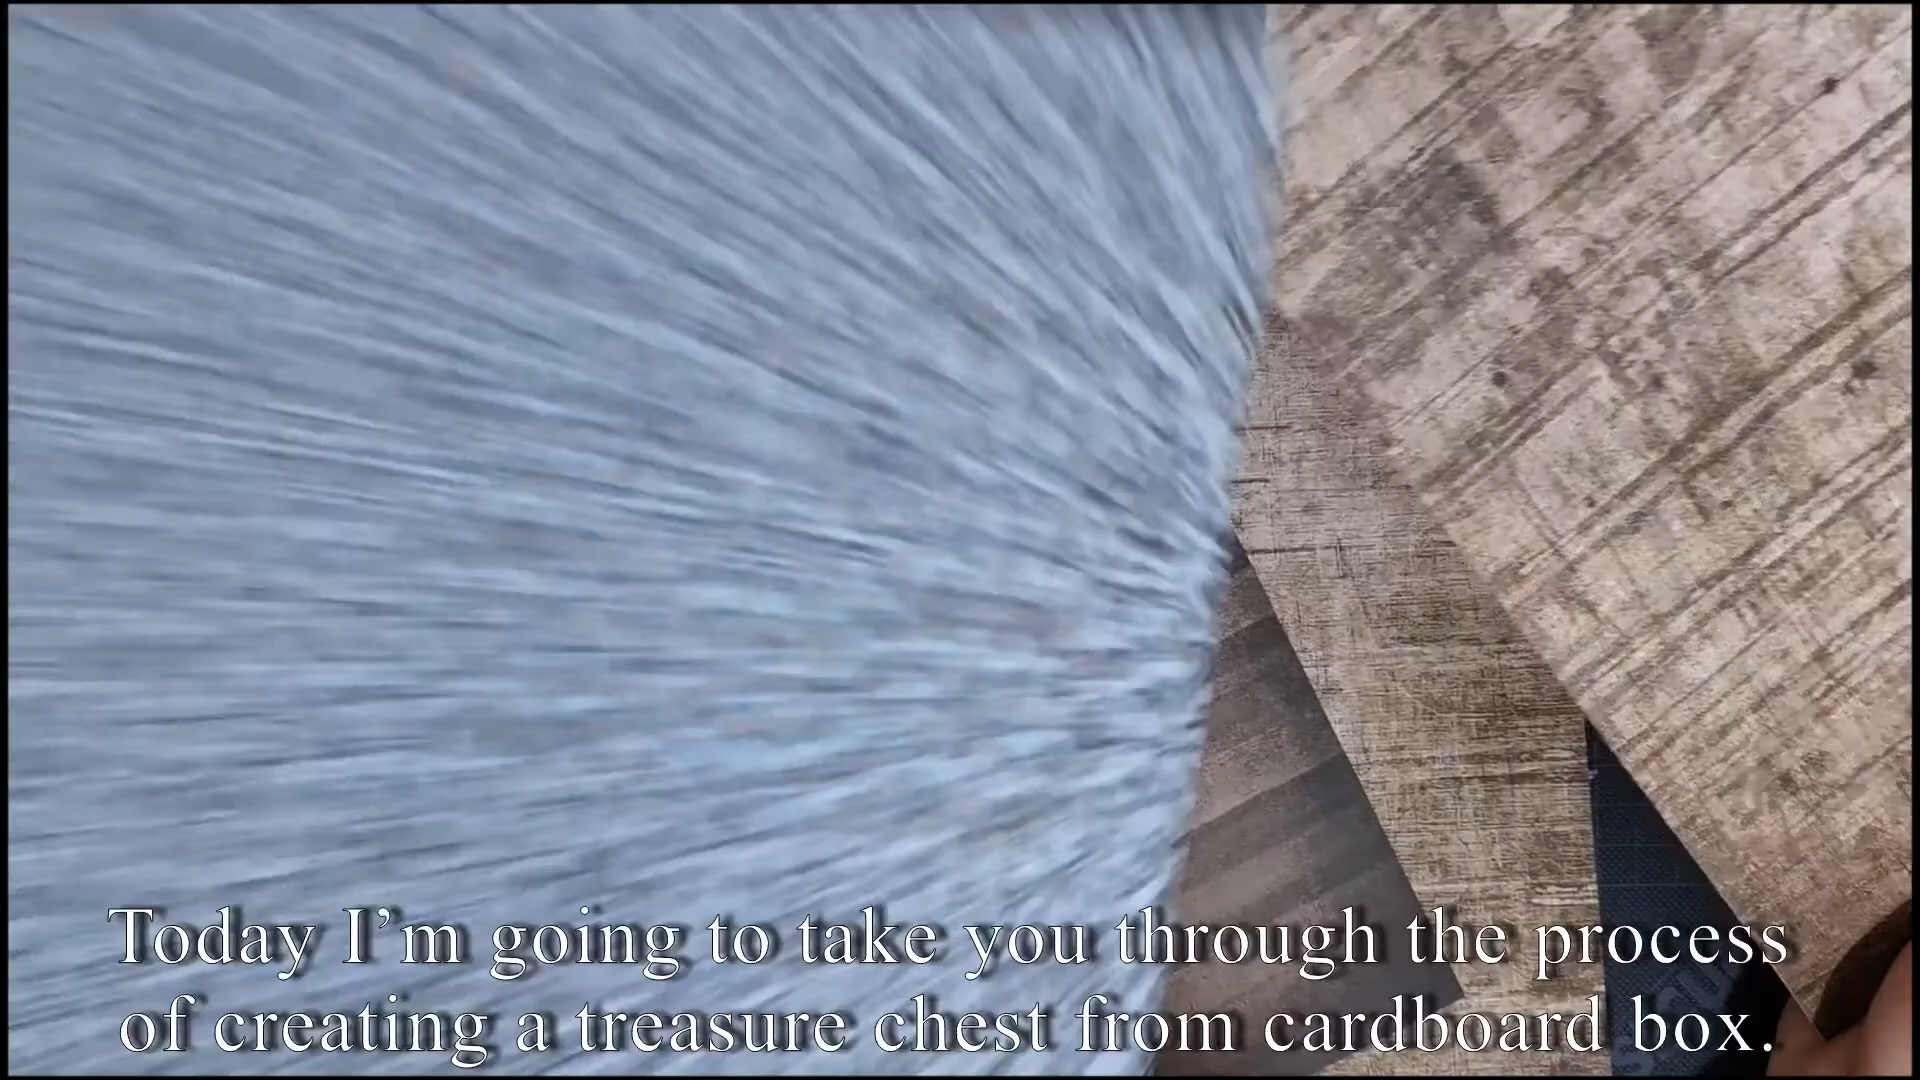 Today I’m going to take you through the process
of creating a treasure chest from cardboard box.